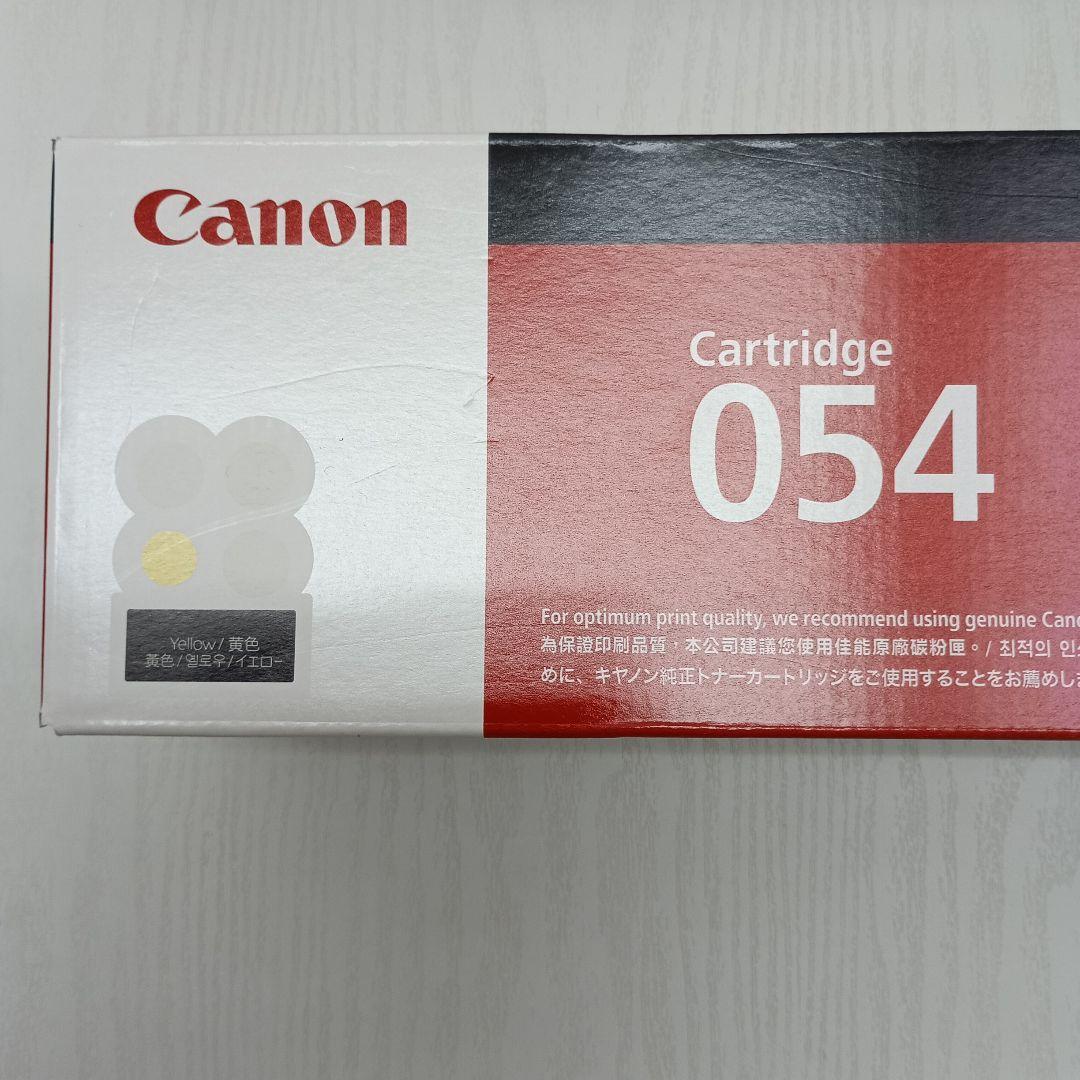 Canon
Cartridge
054
Yellow/黄色
黃色/옐로우/イエロー
For optimum print quality, we recommend using genuine Cano
為保證印刷品質，本公司建議您使用佳能原廠碳粉匣。/ 최적의
めに、キヤノン純正トナーカートリッジをご使用することをお薦めし